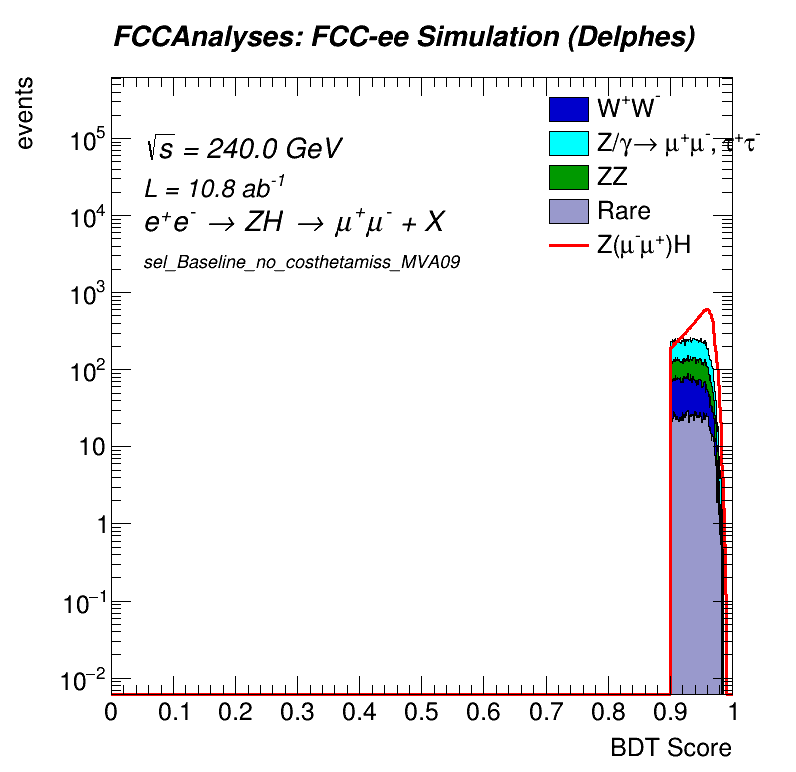 FCCAnalyses: FCC-ee Simulation (Delphes)
events
√s = 240.0 GeV
L = 10.8 ab⁻¹
e⁺e⁻ → ZH → μ⁺μ⁻ + X
sel_Baseline_no_costhetamiss_MVA09
W⁺W⁻
Z/γ→ μ⁺μ⁻, τ⁺τ⁻
ZZ
Rare
Z(μ⁻μ⁺)H
10⁵
10⁴
10³
10²
10
1
10⁻¹
10⁻²
0 0.1 0.2 0.3 0.4 0.5 0.6 0.7 0.8 0.9 1
BDT Score